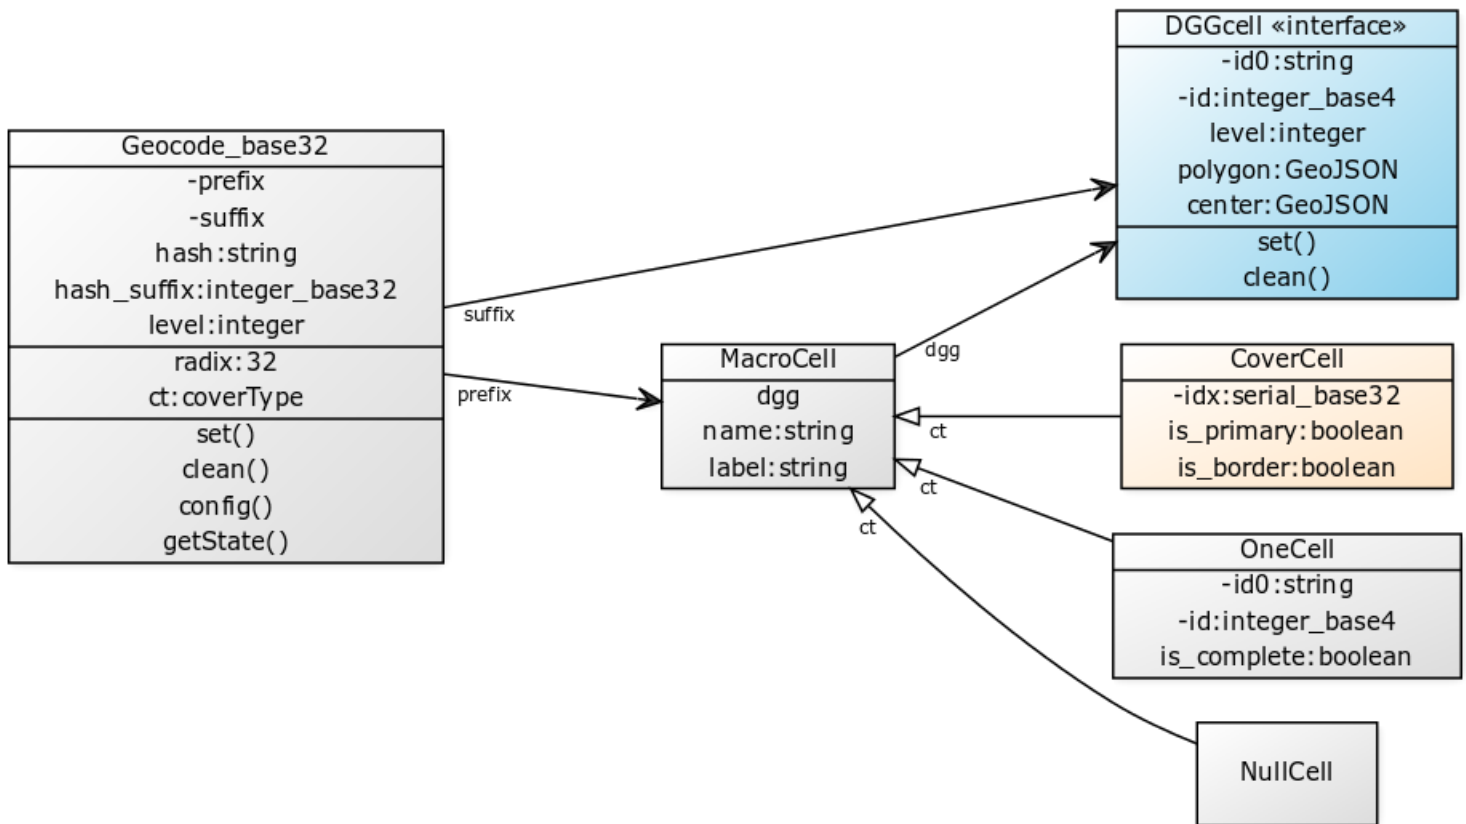 Geocode_base32
-prefix
-suffix
hash:string
hash_suffix:integer_base32
level:integer
radix:32
ct:coverType
set()
clean()
config()
getState()
suffix
prefix
MacroCell
dgg
name:string
label:string
dgg
ct
ct
ct
DGGcell «interface»
-id0:string
-id:integer_base4
level:integer
polygon:GeoJSON
center:GeoJSON
set()
clean()
CoverCell
-idx:serial_base32
is_primary:boolean
is_border:boolean
OneCell
-id0:string
-id:integer_base4
is_complete:boolean
NullCell